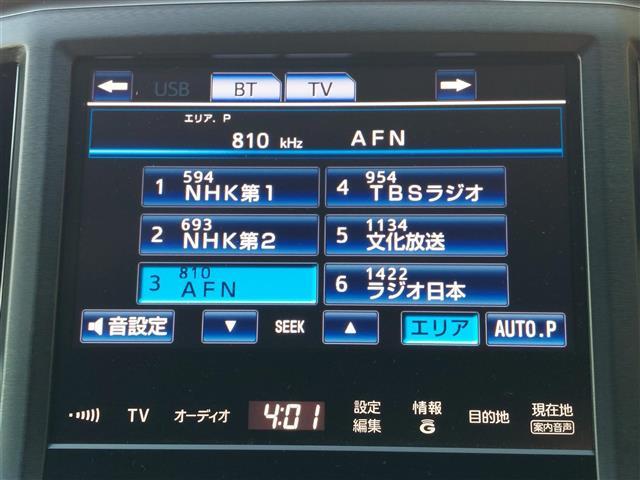 USB BT TV
エリア. P
810 kHz AFN
1 594 NHK第1
4 954 TBSラジオ
2 693 NHK第2
5 1134 文化放送
3 810 AFN
6 1422 ラジオ日本
音設定 ▼ SEEK ▲ エリア AUTO.P
TV オーディオ 4:01 設定編集 情報 G 目的地 現在地 案内音声